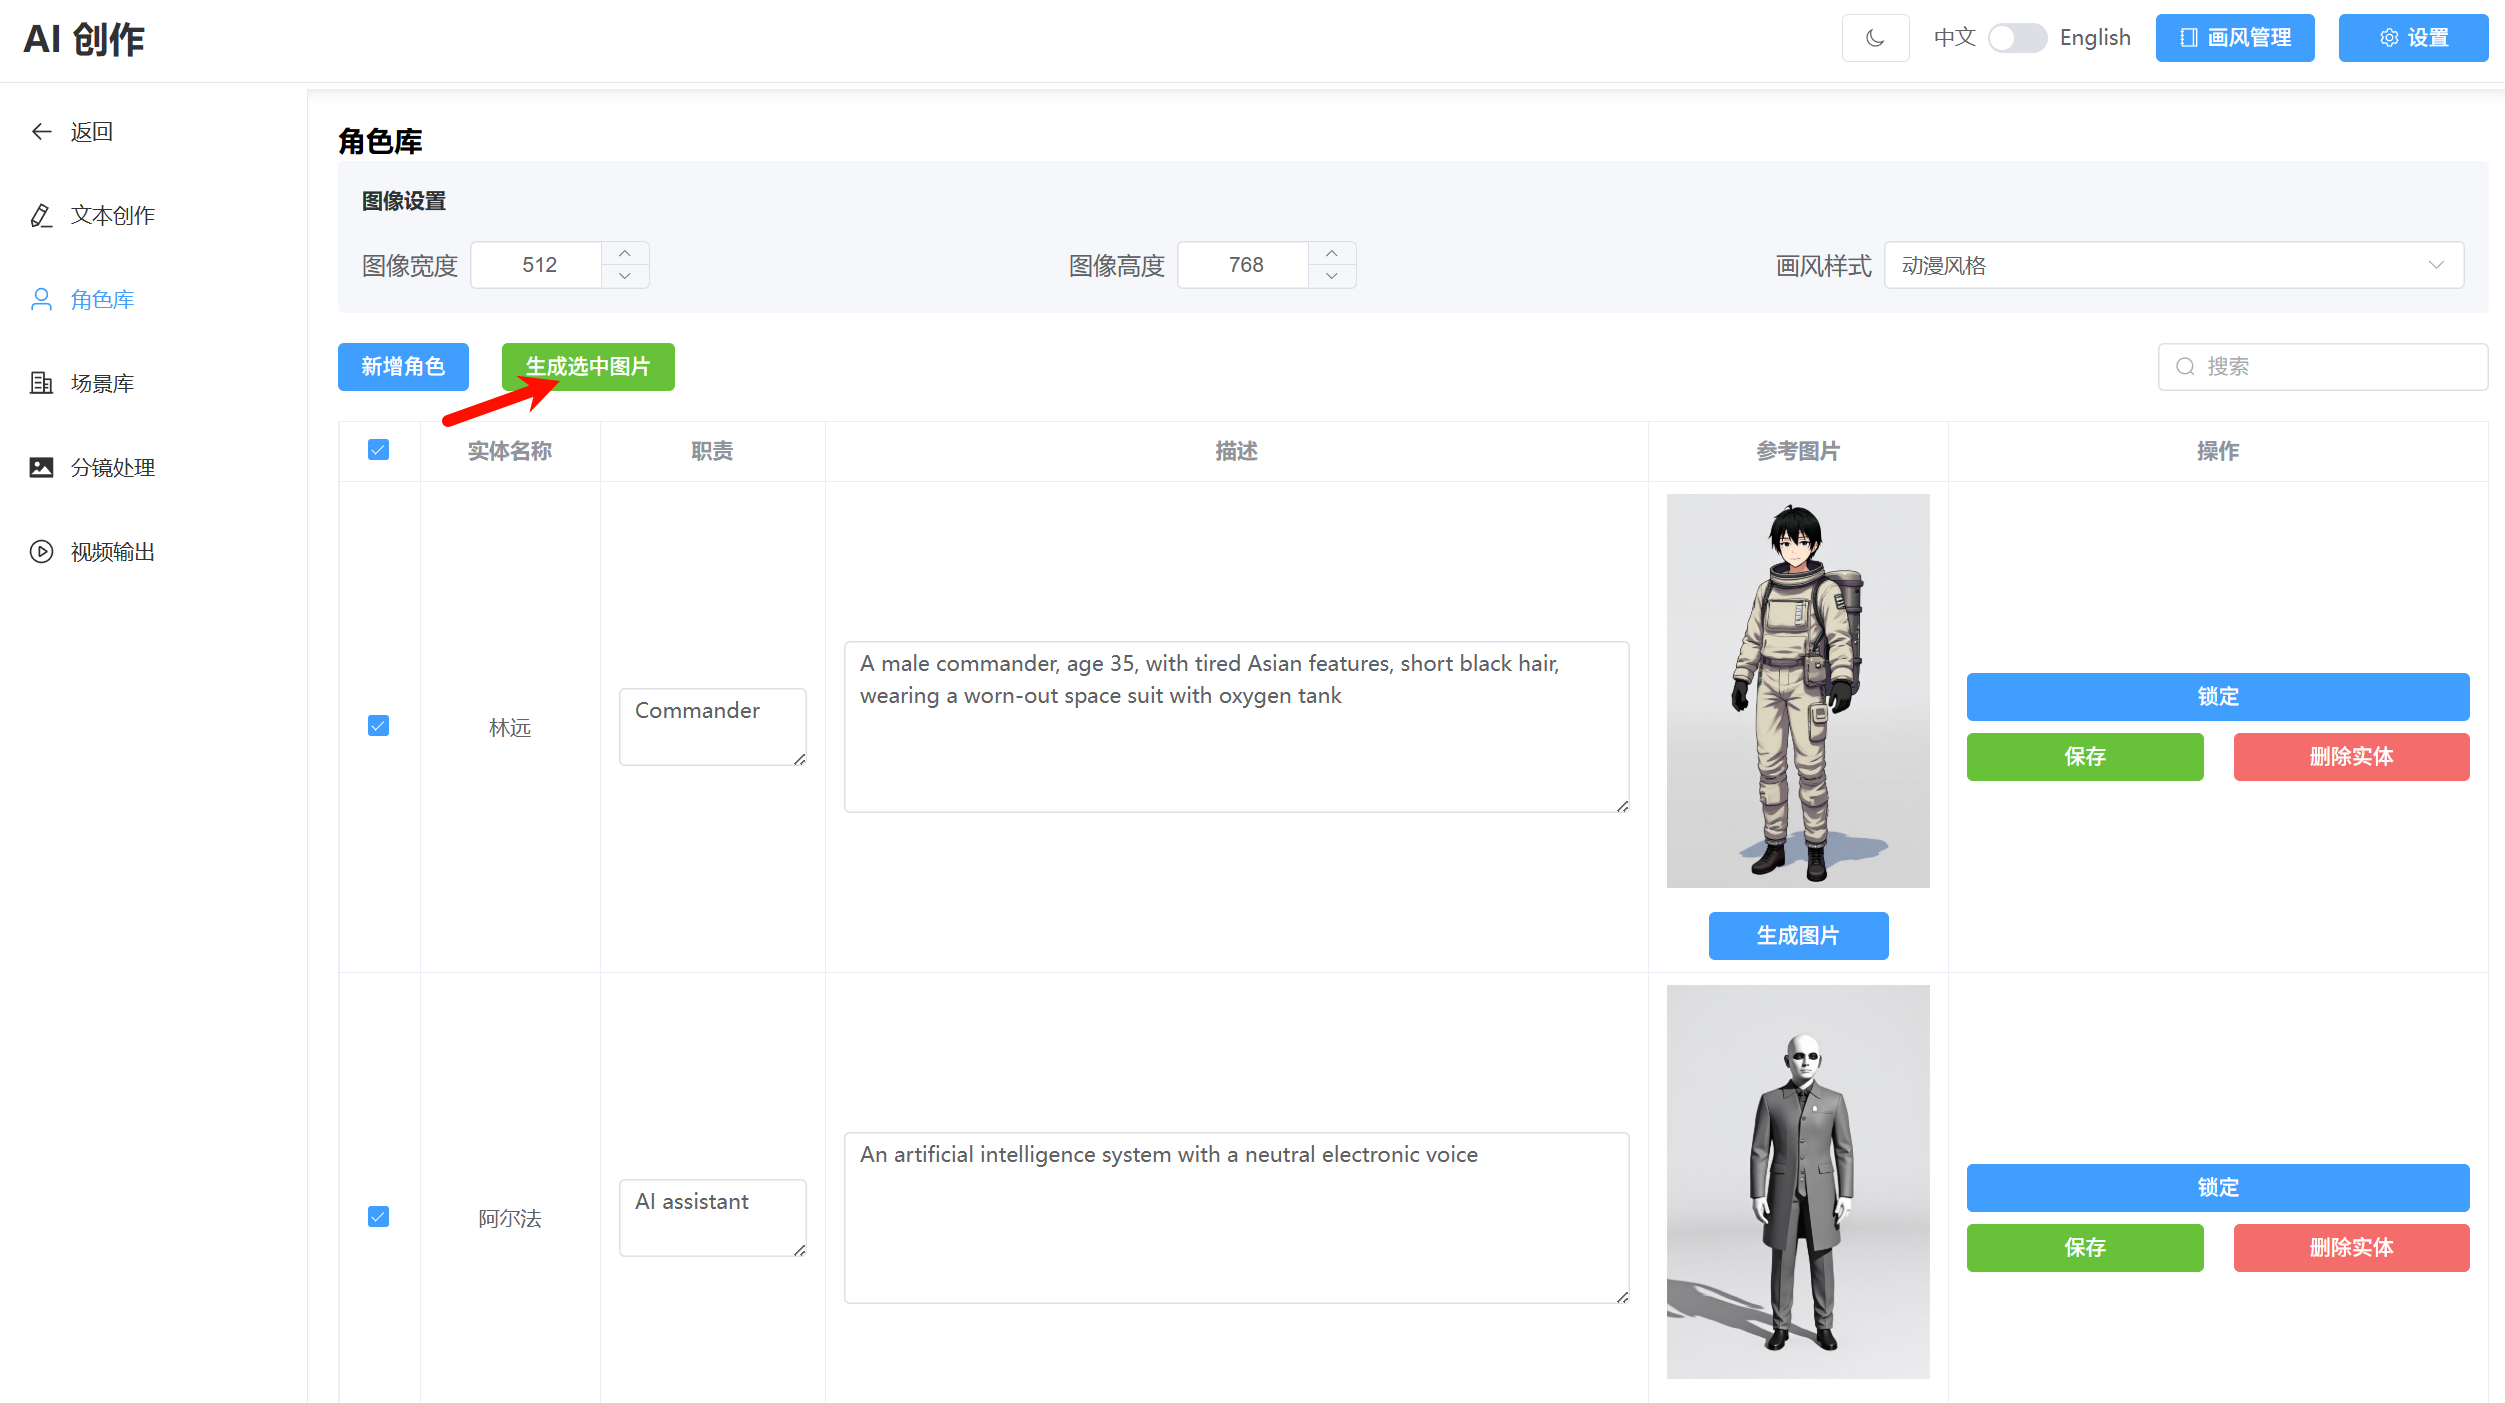 AI 创作
中文
English
画风管理
设置
返回
文本创作
角色库
场景库
分镜处理
视频输出
角色库
图像设置
图像宽度
512
图像高度
768
画风样式
动漫风格
新增角色
生成选中图片
搜索
实体名称
职责
描述
参考图片
操作
林远
Commander
A male commander, age 35, with tired Asian features, short black hair,
wearing a worn-out space suit with oxygen tank
生成图片
锁定
保存
删除实体
阿尔法
AI assistant
An artificial intelligence system with a neutral electronic voice
锁定
保存
删除实体